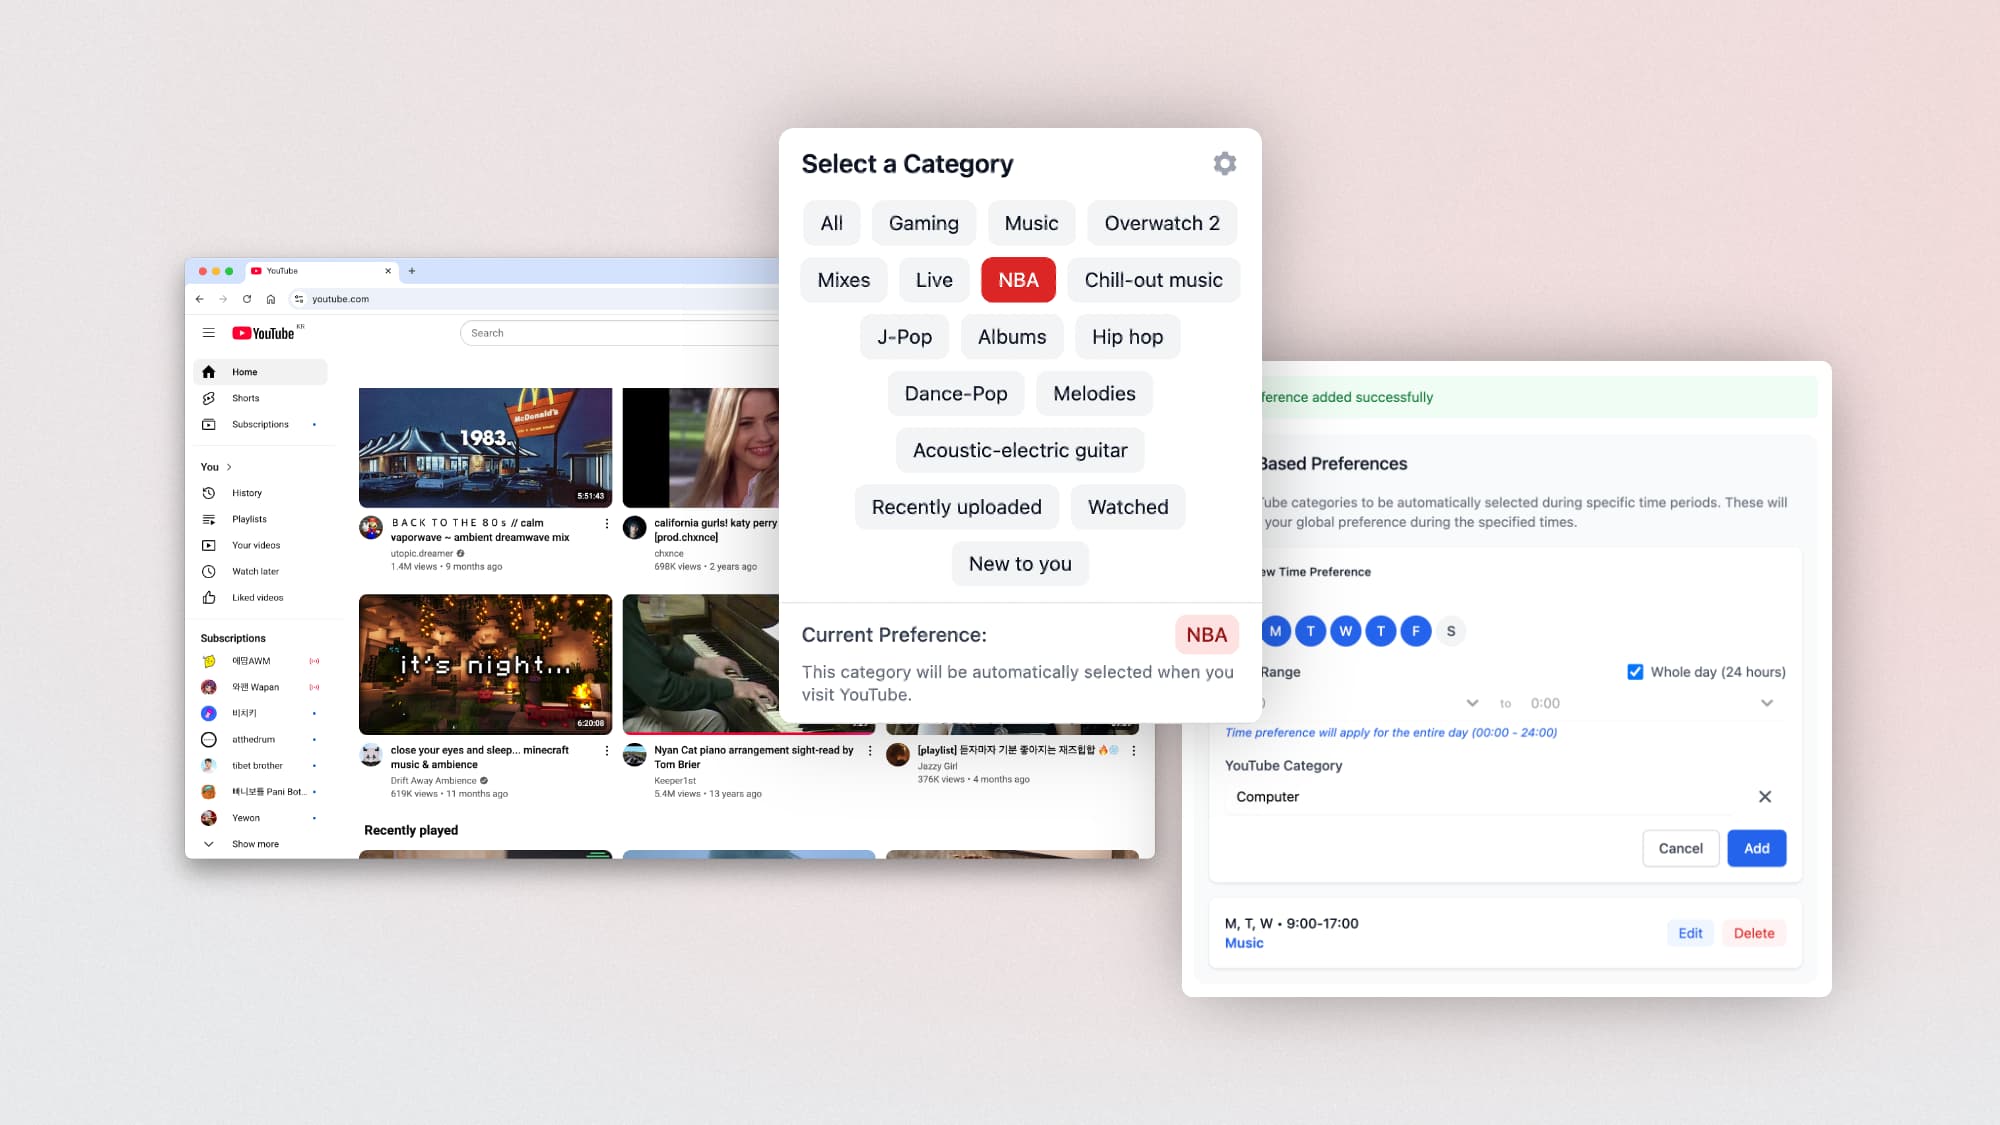 YouTube
youtube.com
YouTube KR
Search
Home
Shorts
Subscriptions
You
History
Playlists
Your videos
Watch later
Liked videos
Subscriptions
애땁AWM
와팬 Wapan
비치키
atthedrum
tibet brother
빠니보틀 Pani Bot...
Yewon
Show more
McDonald's
1983.
5:51:43
BACK TO THE 80s // calm
vaporwave ~ ambient dreamwave mix
utopic.dreamer
1.4M views • 9 months ago
california gurls! katy perry
[prod.chxnce]
chxnce
698K views • 2 years ago
it's night...
6:20:08
close your eyes and sleep... minecraft
music & ambience
Drift Away Ambience
619K views • 11 months ago
Nyan Cat piano arrangement sight-read by
Tom Brier
Keeper1st
5.4M views • 13 years ago
[playlist] 듣자마자 기분 좋아지는 재즈힙합 🔥
Jazzy Girl
376K views • 4 months ago
Recently played
Select a Category
All
Gaming
Music
Overwatch 2
Mixes
Live
NBA
Chill-out music
J-Pop
Albums
Hip hop
Dance-Pop
Melodies
Acoustic-electric guitar
Recently uploaded
Watched
New to you
Current Preference:
NBA
This category will be automatically selected when you
visit YouTube.
ference added successfully
Based Preferences
Tube categories to be automatically selected during specific time periods. These will
your global preference during the specified times.
ew Time Preference
M T W T F S
Range
Whole day (24 hours)
to
0:00
Time preference will apply for the entire day (00:00 - 24:00)
YouTube Category
Computer
Cancel
Add
M, T, W • 9:00-17:00
Music
Edit
Delete